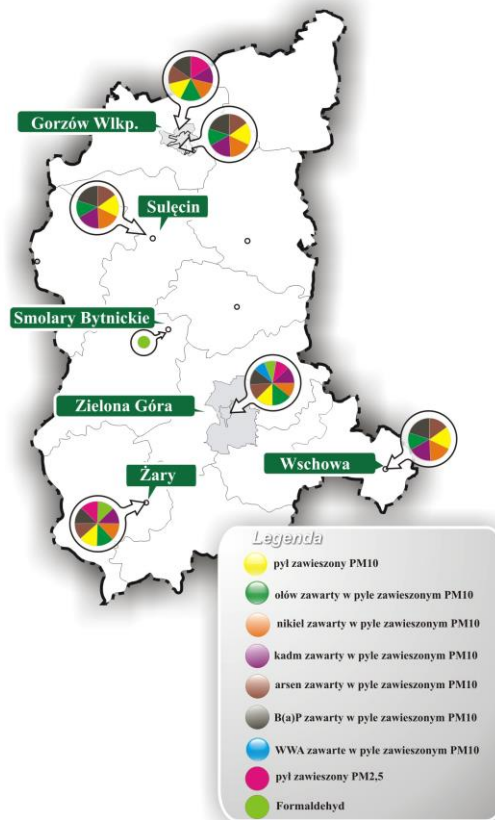 Gorzów Wlkp.
Sulęcin
Smolary Bytnickie
Zielona Góra
Wschowa
Żary
Legenda
pył zawieszony PM10
ołów zawarty w pyle zawieszonym PM10
nikiel zawarty w pyle zawieszonym PM10
kadm zawarty w pyle zawieszonym PM10
arsen zawarty w pyle zawieszonym PM10
B(a)P zawarty w pyle zawieszonym PM10
WWA zawarte w pyle zawieszonym PM10
pył zawieszony PM2,5
Formaldehyd